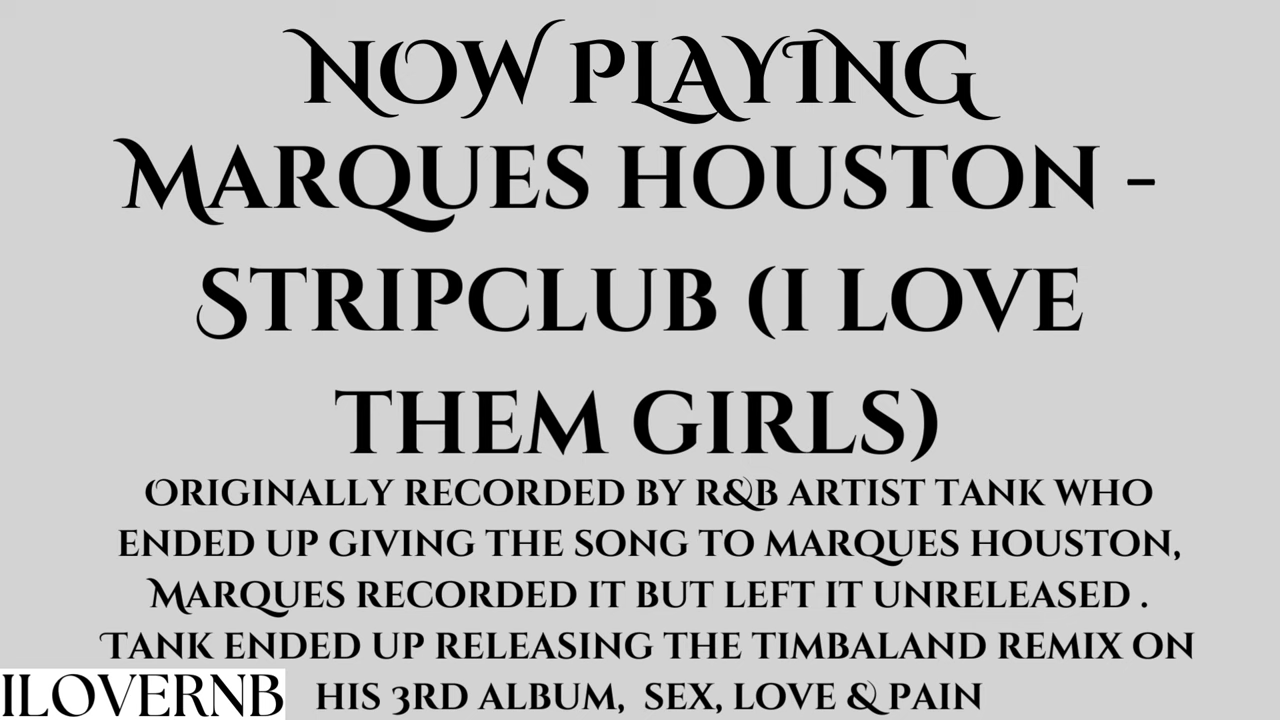 NOW PLAYING
MARQUES HOUSTON -
STRIPCLUB (I LOVE
THEM GIRLS)
ORIGINALLY RECORDED BY R&B ARTIST TANK WHO
ENDED UP GIVING THE SONG TO MARQUES HOUSTON,
MARQUES RECORDED IT BUT LEFT IT UNRELEASED .
TANK ENDED UP RELEASING THE TIMBALAND REMIX ON
HIS 3RD ALBUM, SEX, LOVE & PAIN
ILOVERNB